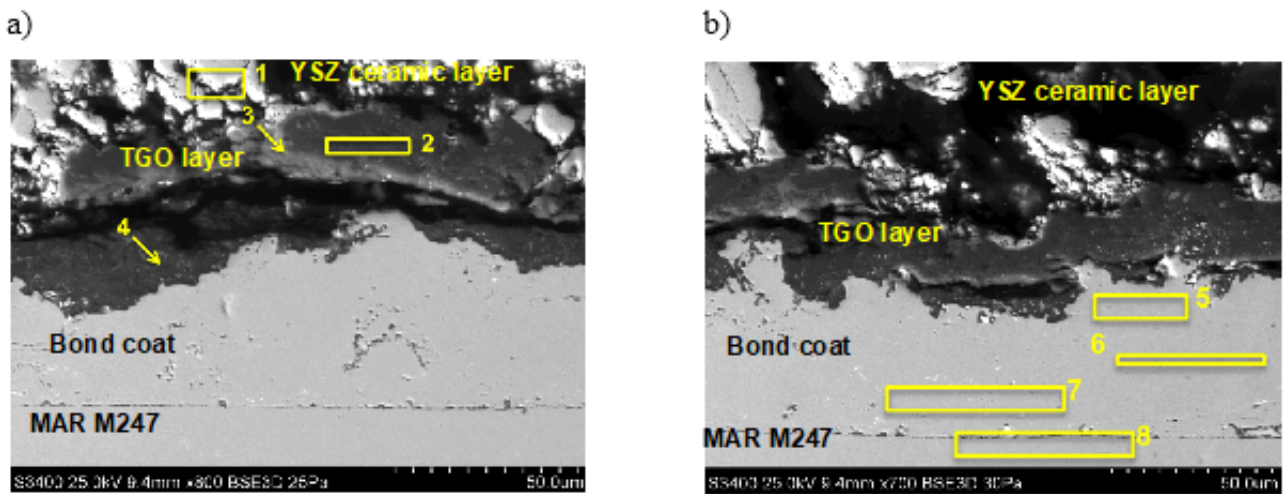 a)
b)
1
YSZ ceramic layer
3
2
TGO layer
4
Bond coat
MAR M247
S3400 25.0kV 9.4mm x800 BSE3D 25Pa
50.0um
YSZ ceramic layer
TGO layer
5
Bond coat
6
7
MAR M247
8
S3400 25.0kV 9.4mm x700 BSE3D 30Pa
50.0um